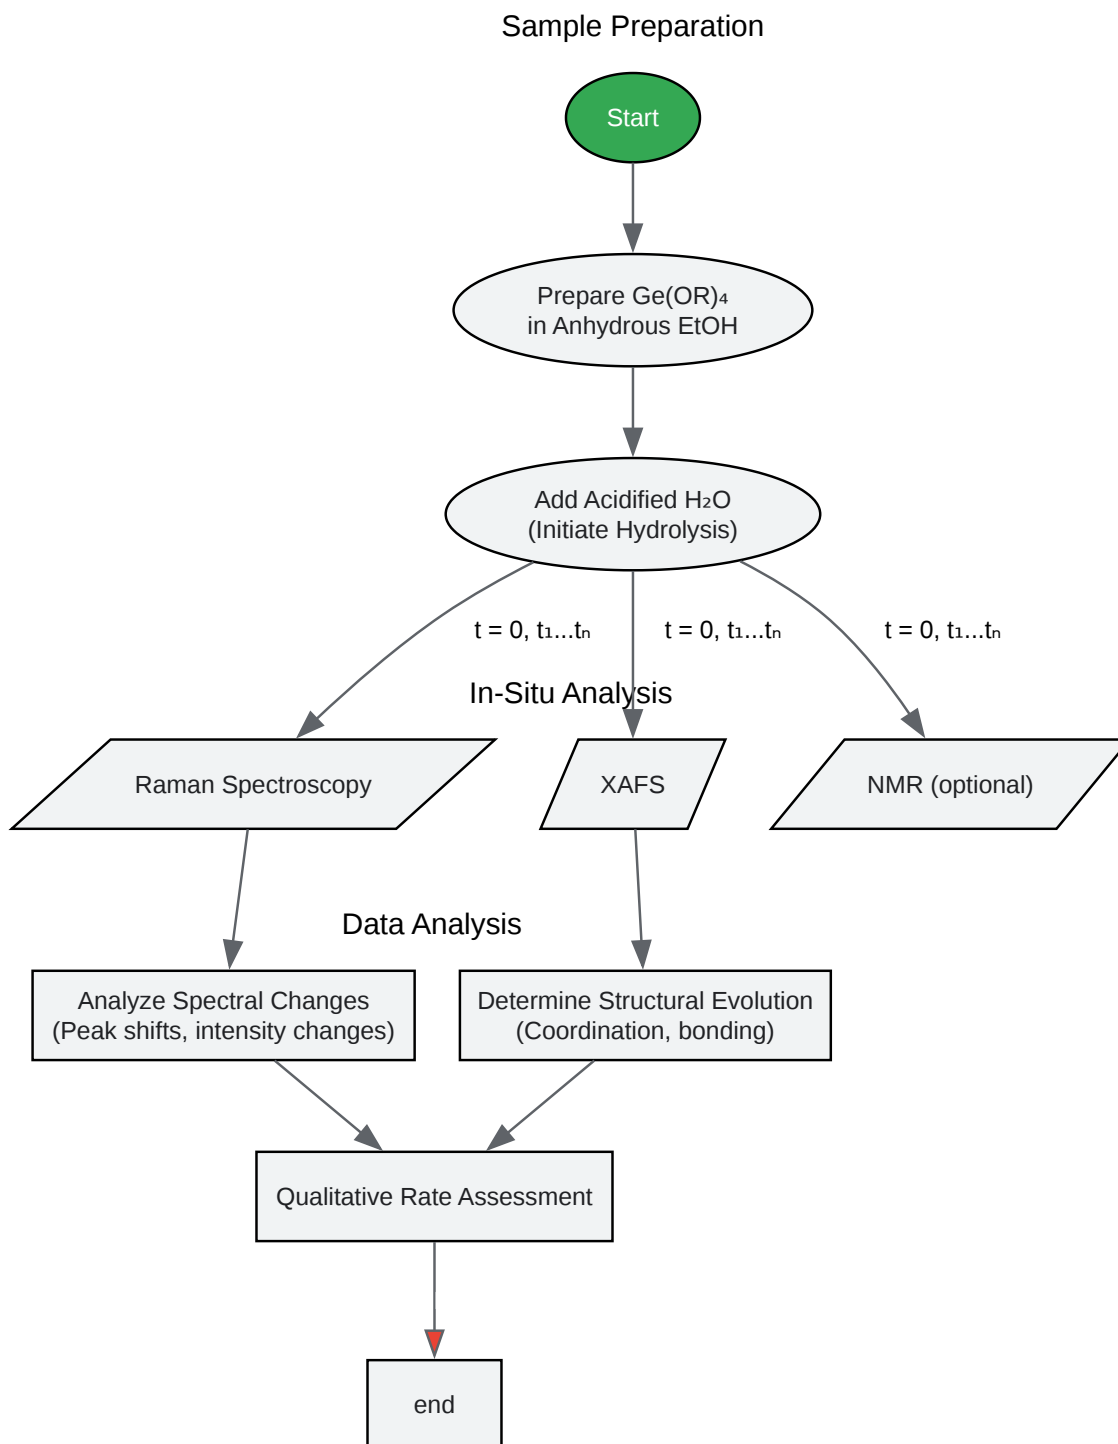 Sample Preparation
Start
Prepare Ge(OR)₄
in Anhydrous EtOH
Add Acidified H₂O
(Initiate Hydrolysis)
t = 0, t₁...tₙ
t = 0, t₁...tₙ
t = 0, t₁...tₙ
In-Situ Analysis
Raman Spectroscopy
XAFS
NMR (optional)
Data Analysis
Analyze Spectral Changes
(Peak shifts, intensity changes)
Determine Structural Evolution
(Coordination, bonding)
Qualitative Rate Assessment
end